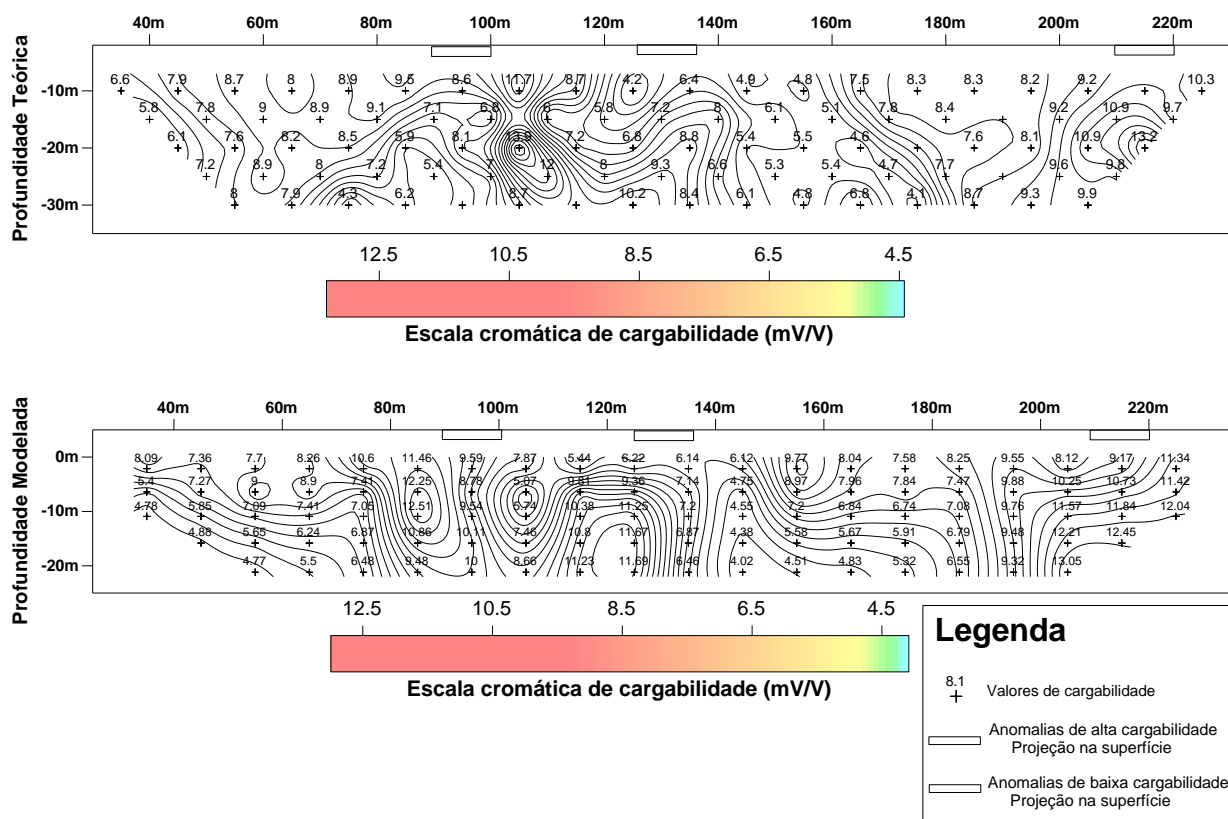 40m 60m 80m 100m 120m 140m 160m 180m 200m 220m
Profundidade Teórica
6.6 7.9 8.7 8 8.9 9.5 8.6 11.7 8.7 4.2 6.4 4.9 4.8 7.5 8.3 8.3 8.2 9.2 10.3
-10m
5.8 7.8 9 8.9 9.1 7.1 6.8 6 5.8 7.2 8 6.1 5.1 7.8 8.4 9.2 10.9 9.7
6.1 7.6 8.2 8.5 5.9 8.1 13.9 7.2 6.8 8.8 5.4 5.5 4.6 7.6 8.1 10.9 13.2
-20m
7.2 8.9 8 7.2 5.4 7 12 8 9.3 6.6 5.3 5.4 4.7 7.7 9.6 9.8
8 7.9 4.3 6.2 8.7 10.2 8.4 6.1 4.8 6.8 4.1 8.7 9.3 9.9
-30m
12.5 10.5 8.5 6.5 4.5
Escala cromática de cargabilidade (mV/V)
40m 60m 80m 100m 120m 140m 160m 180m 200m 220m
Profundidade Modelada
0m 8.09 7.36 7.7 8.26 10.6 11.46 9.59 7.87 5.44 6.22 6.14 6.12 9.77 8.04 7.58 8.25 9.55 8.12 9.17 11.34
5.4 7.27 9 8.9 7.41 12.25 8.78 5.07 9.81 9.36 7.14 4.75 8.97 7.96 7.84 7.47 9.88 10.25 10.73 11.42
-10m 4.78 5.85 7.09 7.41 7.05 12.51 9.54 5.74 10.38 11.25 7.2 4.55 7.2 6.84 6.74 7.08 9.76 11.57 11.84 12.04
4.88 5.65 6.24 6.87 10.86 10.11 7.46 10.8 11.67 6.87 4.38 5.58 5.67 5.91 6.79 9.48 12.21 12.45
-20m 4.77 5.5 6.48 9.48 10 8.66 11.23 11.69 6.46 4.02 4.51 4.83 5.32 6.55 9.32 13.05
12.5 10.5 8.5 6.5 4.5
Escala cromática de cargabilidade (mV/V)
Legenda
8.1
Valores de cargabilidade
Anomalias de alta cargabilidade
Projeção na superfície
Anomalias de baixa cargabilidade
Projeção na superfície